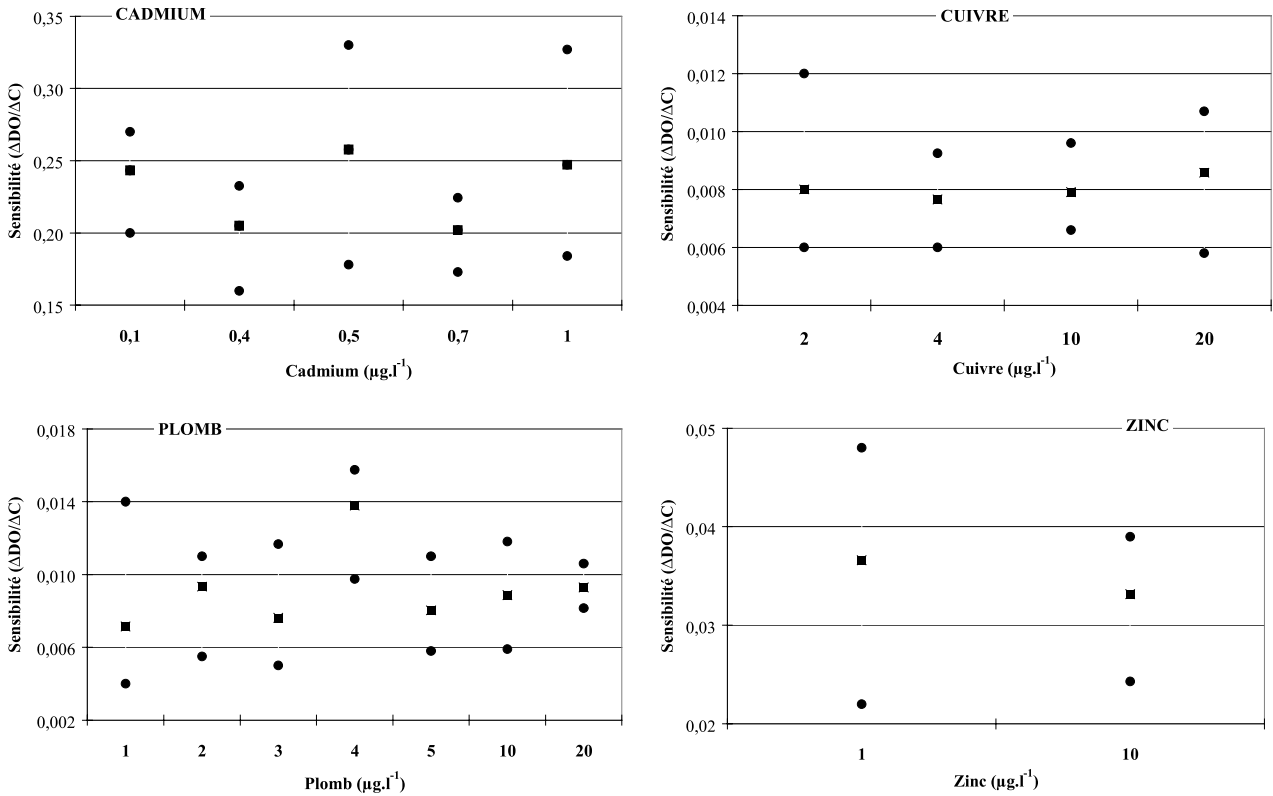 CADMIUM
Sensibilité (ΔDO/ΔC)
0,35
0,30
0,25
0,20
0,15
0,1 0,4 0,5 0,7 1
Cadmium (µg.l-1)
CUIVRE
Sensibilité (ΔDO/ΔC)
0,014
0,012
0,010
0,008
0,006
0,004
2 4 10 20
Cuivre (µg.l-1)
PLOMB
Sensibilité (ΔDO/ΔC)
0,018
0,014
0,010
0,006
0,002
1 2 3 4 5 10 20
Plomb (µg.l-1)
ZINC
Sensibilité (ΔDO/ΔC)
0,05
0,04
0,03
0,02
1 10
Zinc (µg.l-1)